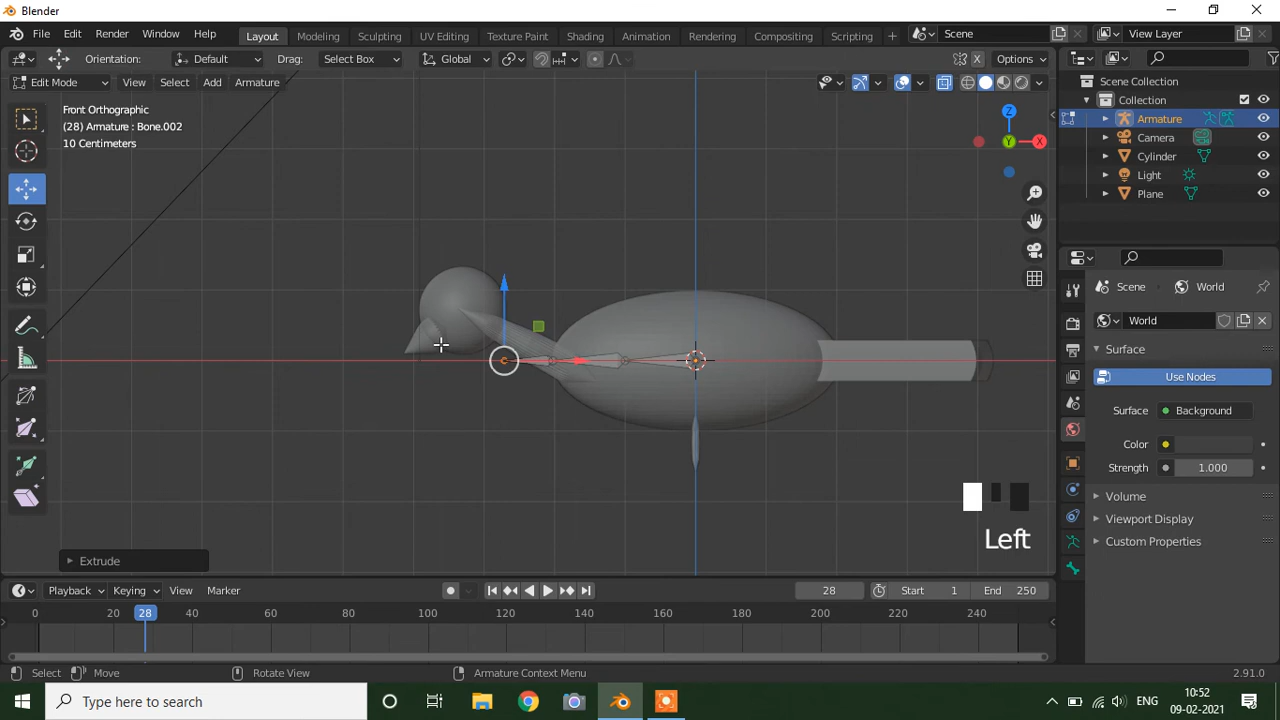 Blender
File Edit Render Window Help Layout Modeling Sculpting UV Editing Texture Paint Shading Animation Rendering Compositing Scripting + Scene View Layer
Orientation: Default Drag: Select Box Global X Options
Edit Mode View Select Add Armature
Front Orthographic
(28) Armature : Bone.002
10 Centimeters
Z
X
Y
Scene Collection
Collection
Armature
Camera
Cylinder
Light
Plane
Scene World
World
Surface
Use Nodes
Surface Background
Color
Strength 1.000
Volume
Viewport Display
Custom Properties
Left
Extrude
Playback Keying View Marker 28 Start 1 End 250
0 20 28 40 60 80 100 120 140 160 180 200 220 240
Select Move Rotate View Armature Context Menu 2.91.0
Type here to search
ENG
10:52
09-02-2021